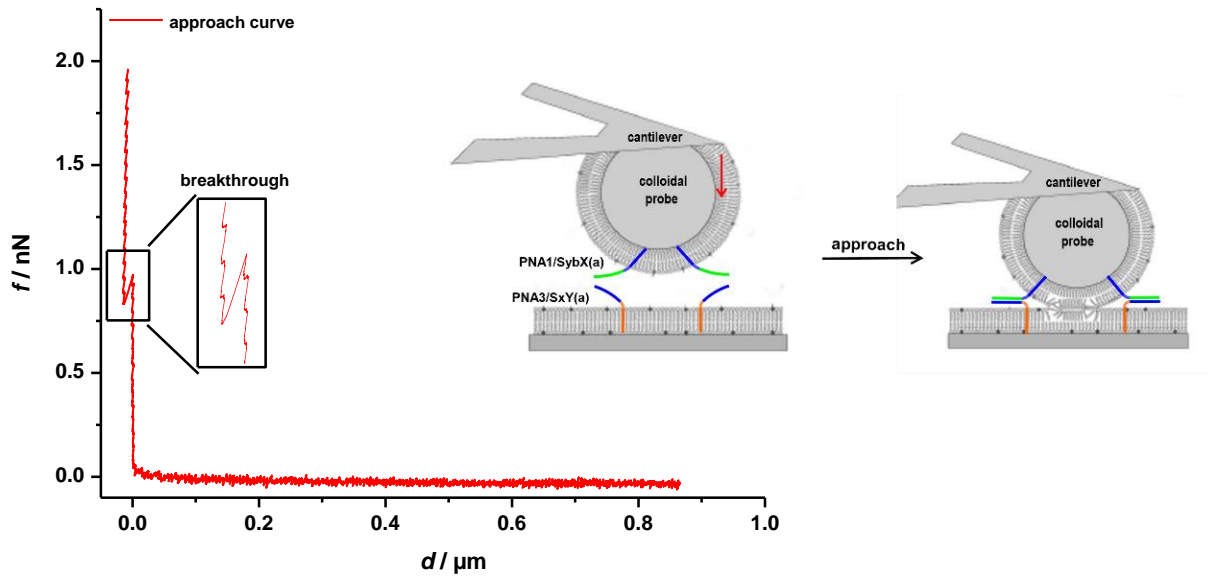 approach curve
2.0
1.5
1.0
0.5
0.0
f / nN
breakthrough
0.0
0.2
0.4
0.6
0.8
1.0
d / µm
cantilever
colloidal
probe
PNA1/SybX(a)
PNA3/SxY(a)
approach
cantilever
colloidal
probe